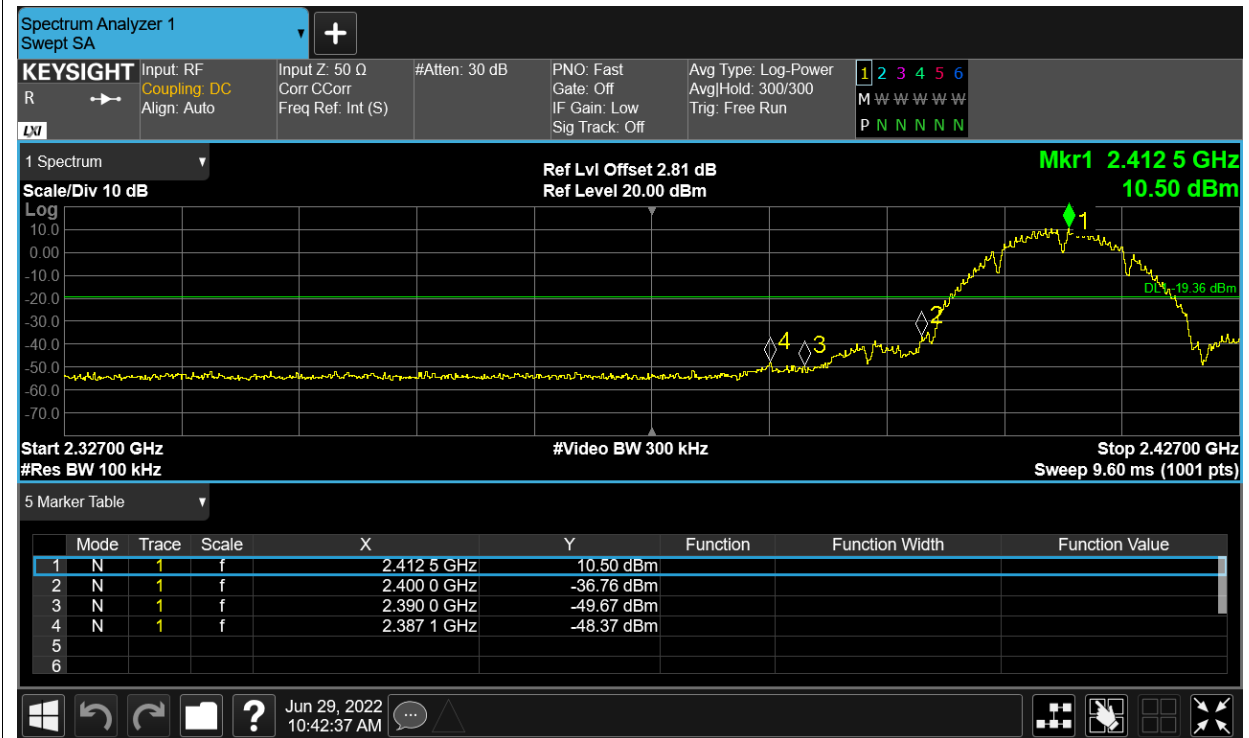 Spectrum Analyzer 1
Swept SA
+
KEYSIGHT Input: RF Input Z: 50 Ω #Atten: 30 dB PNO: Fast Avg Type: Log-Power 1 2 3 4 5 6
R Coupling: DC Corr CCorr Gate: Off Avg|Hold: 300/300 M W W W W W
Align: Auto Freq Ref: Int (S) IF Gain: Low Trig: Free Run
LXI Sig Track: Off P N N N N N
1 Spectrum Ref Lvl Offset 2.81 dB Mkr1 2.412 5 GHz
Scale/Div 10 dB Ref Level 20.00 dBm 10.50 dBm
Log
1
10.0
0.00
-10.0
DL1 -19.36 dBm
-20.0
-30.0
2
-40.0
4 3
-50.0
-60.0
-70.0
Start 2.32700 GHz #Video BW 300 kHz Stop 2.42700 GHz
#Res BW 100 kHz Sweep 9.60 ms (1001 pts)
5 Marker Table
Mode Trace Scale X Y Function Function Width Function Value
1 N 1 f 2.412 5 GHz 10.50 dBm
2 N 1 f 2.400 0 GHz -36.76 dBm
3 N 1 f 2.390 0 GHz -49.67 dBm
4 N 1 f 2.387 1 GHz -48.37 dBm
5
6
? Jun 29, 2022
10:42:37 AM